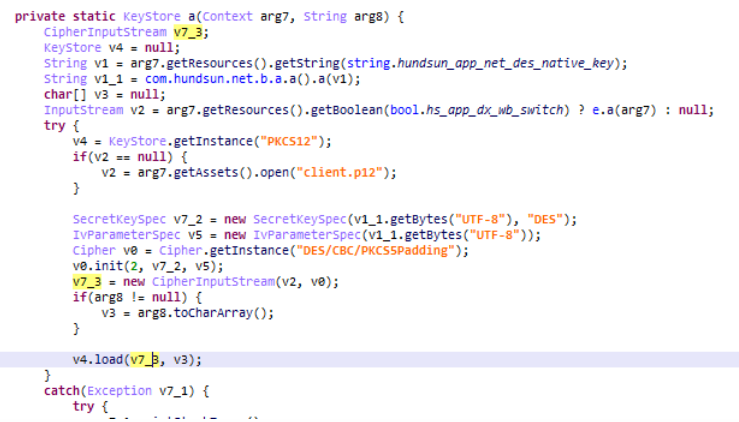 private static KeyStore a(Context arg7, String arg8) {
CipherInputStream v7_3;
KeyStore v4 = null;
String v1 = arg7.getResources().getString(string.hundsun_app_net_des_native_key);
String v1_1 = com.hundsun.net.b.a.a().a(v1);
char[] v3 = null;
InputStream v2 = arg7.getResources().getBoolean(bool.hs_app_dx_wb_switch) ? e.a(arg7) : null;
try {
v4 = KeyStore.getInstance("PKCS12");
if(v2 == null) {
v2 = arg7.getAssets().open("client.p12");
}
SecretKeySpec v7_2 = new SecretKeySpec(v1_1.getBytes("UTF-8"), "DES");
IvParameterSpec v5 = new IvParameterSpec(v1_1.getBytes("UTF-8"));
Cipher v0 = Cipher.getInstance("DES/CBC/PKCS5Padding");
v0.init(2, v7_2, v5);
v7_3 = new CipherInputStream(v2, v0);
if(arg8 != null) {
v3 = arg8.toCharArray();
}
v4.load(v7_3, v3);
}
catch(Exception v7_1) {
try {